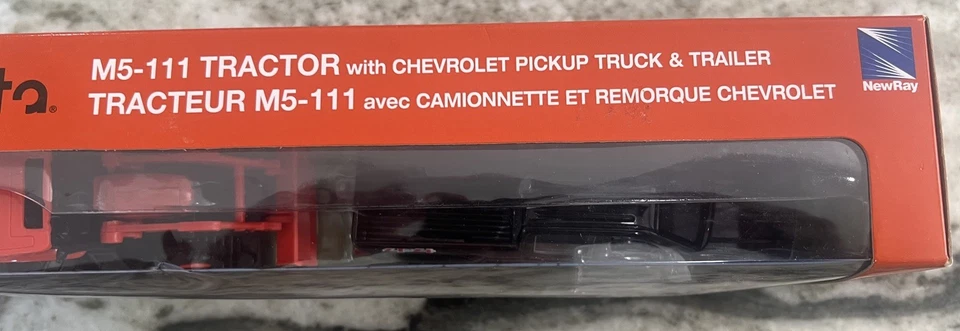 M5-111 TRACTOR with CHEVROLET PICKUP TRUCK & TRAILER
TRACTEUR M5-111 avec CAMIONNETTE ET REMORQUE CHEVROLET
NewRay